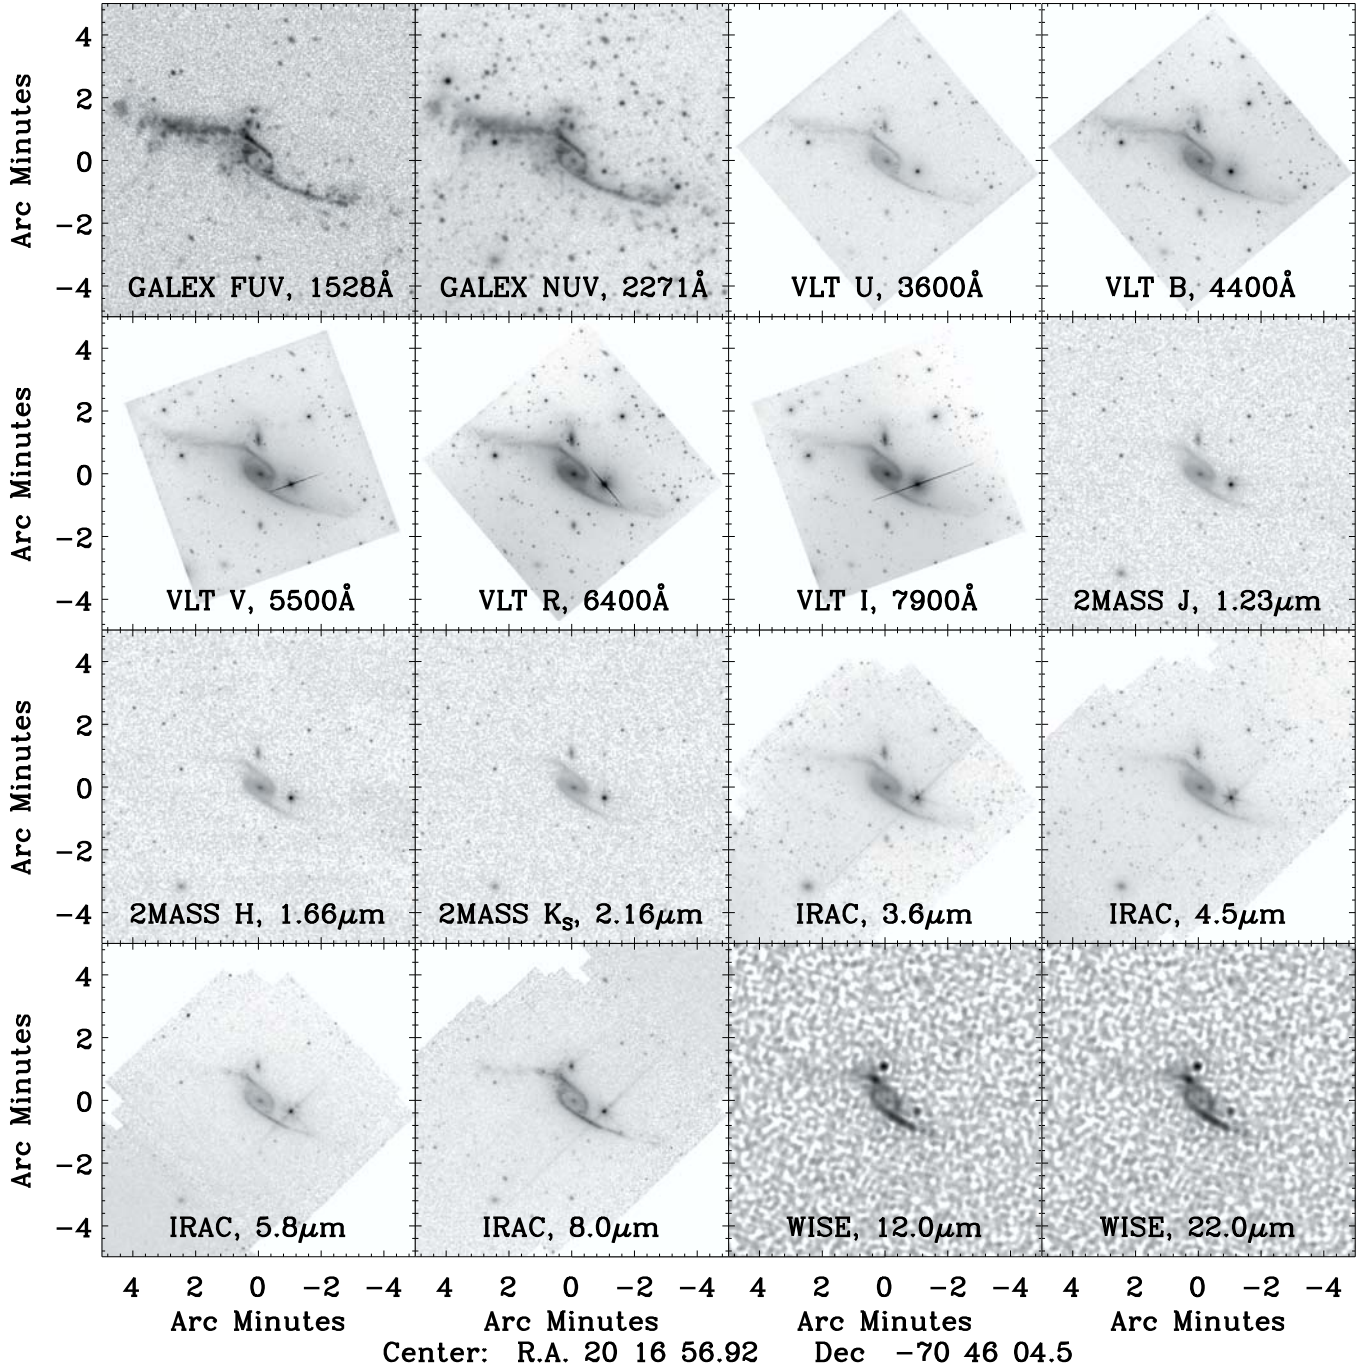 4
2
0
−2
−4
Arc Minutes
GALEX FUV, 1528Å
GALEX NUV, 2271Å
VLT U, 3600Å
VLT B, 4400Å
4
2
0
−2
−4
Arc Minutes
VLT V, 5500Å
VLT R, 6400Å
VLT I, 7900Å
2MASS J, 1.23μm
4
2
0
−2
−4
Arc Minutes
2MASS H, 1.66μm
2MASS Kₛ, 2.16μm
IRAC, 3.6μm
IRAC, 4.5μm
4
2
0
−2
−4
Arc Minutes
IRAC, 5.8μm
IRAC, 8.0μm
WISE, 12.0μm
WISE, 22.0μm
4 2 0 −2 −4
4 2 0 −2 −4
4 2 0 −2 −4
4 2 0 −2 −4
Arc Minutes
Arc Minutes
Arc Minutes
Arc Minutes
Center: R.A. 20 16 56.92 Dec −70 46 04.5